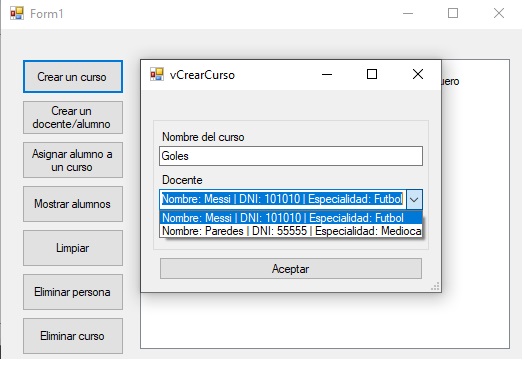 Form1
Crear un curso
Crear un
docente/alumno
Asignar alumno a
un curso
Mostrar alumnos
Limpiar
Eliminar persona
Eliminar curso
vCrearCurso
Nombre del curso
Goles
Docente
Nombre: Messi | DNI: 101010 | Especialidad: Futbol
Nombre: Messi | DNI: 101010 | Especialidad: Futbol
Nombre: Paredes | DNI: 55555 | Especialidad: Medioca
Aceptar
uero